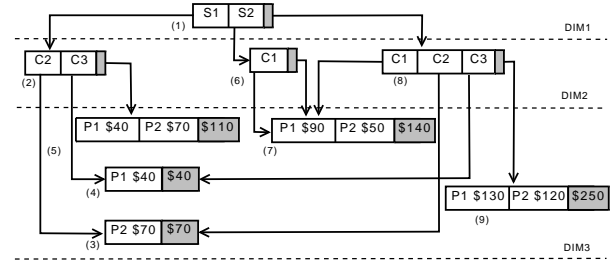 S1 S2
(1)
DIM1
C2 C3
C1
C1 C2 C3
(2)
(6)
(8)
DIM2
P1 $40 P2 $70 $110
P1 $90 P2 $50 $140
(5)
(7)
P1 $40 $40
(4)
P1 $130 P2 $120 $250
(9)
P2 $70 $70
(3)
DIM3